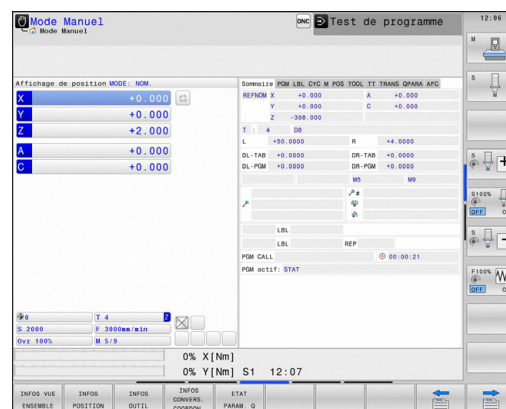 Mode Manuel
Mode Manuel
DNC
Test de programme
12:06
Affichage de position MODE: NOM.
X +0.000
Y +0.000
Z +2.000
A +0.000
C +0.000
Sommaire PGM LBL CYC M POS TOOL TT TRANS QPARA AFC
REFNOM X +0.000 A +0.000
Y +0.000 C +0.000
Z -398.000
T : 4 D8
L +50.0000 R +4.0000
DL-TAB +0.0000 DR-TAB +0.0000
DL-PGM +0.0000 DR-PGM +0.0000
M5 M9
#
LBL
LBL REP
PGM CALL 00:00:21
PGM actif: STAT
0 T 4 Z
S 2000 F 3000mm/min
Ovr 100% M 5/9
0% X[Nm]
0% Y[Nm] S1 12:07
M
S
S
S100%
OFF
S
F100%
OFF
INFOS VUE ENSEMBLE
INFOS POSITION
INFOS OUTIL
INFOS CONVERS. COORDON.
ETAT PARAM. Q